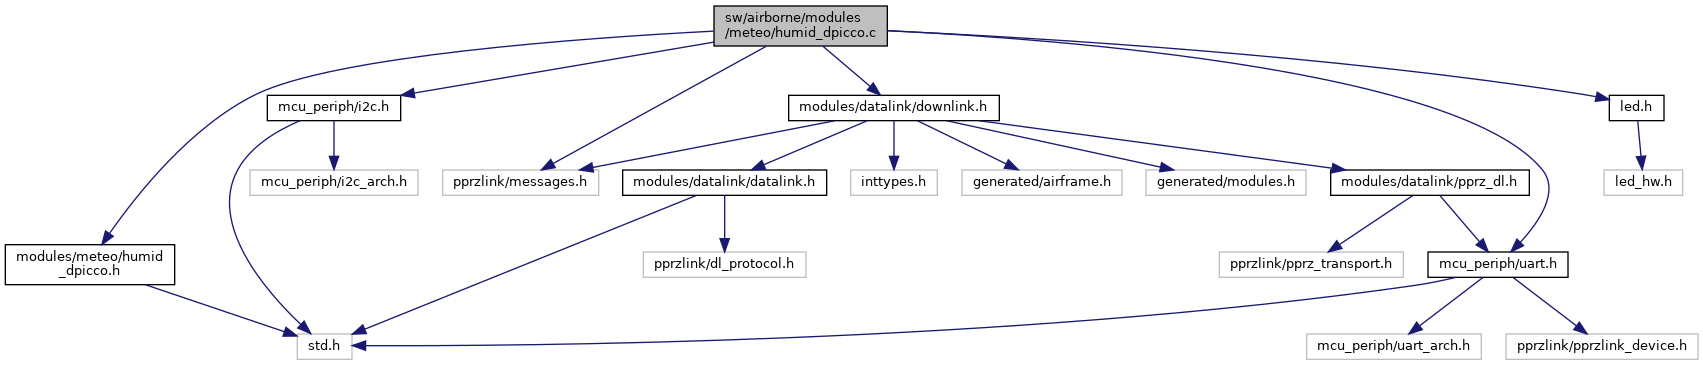 sw/airborne/modules
/meteo/humid_dpicco.c
mcu_periph/i2c.h
modules/datalink/downlink.h
led.h
mcu_periph/i2c_arch.h
pprzlink/messages.h
modules/datalink/datalink.h
inttypes.h
generated/airframe.h
generated/modules.h
modules/datalink/pprz_dl.h
led_hw.h
modules/meteo/humid
_dpicco.h
pprzlink/dl_protocol.h
pprzlink/pprz_transport.h
mcu_periph/uart.h
std.h
mcu_periph/uart_arch.h
pprzlink/pprzlink_device.h